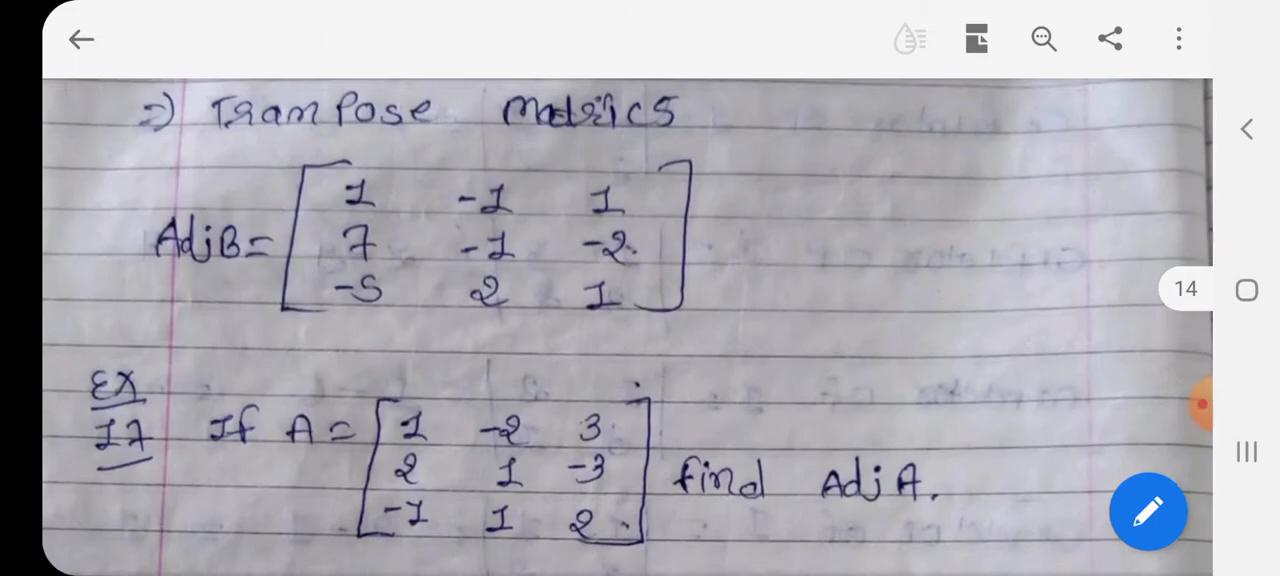 =) Transpose Matrics
AdjB = [ 1 -1 1
7 -1 -2
-5 2 1 ]
14
Ex
17 If A = [ 1 -2 3
2 1 -3
-1 1 2 ] find Adj A.